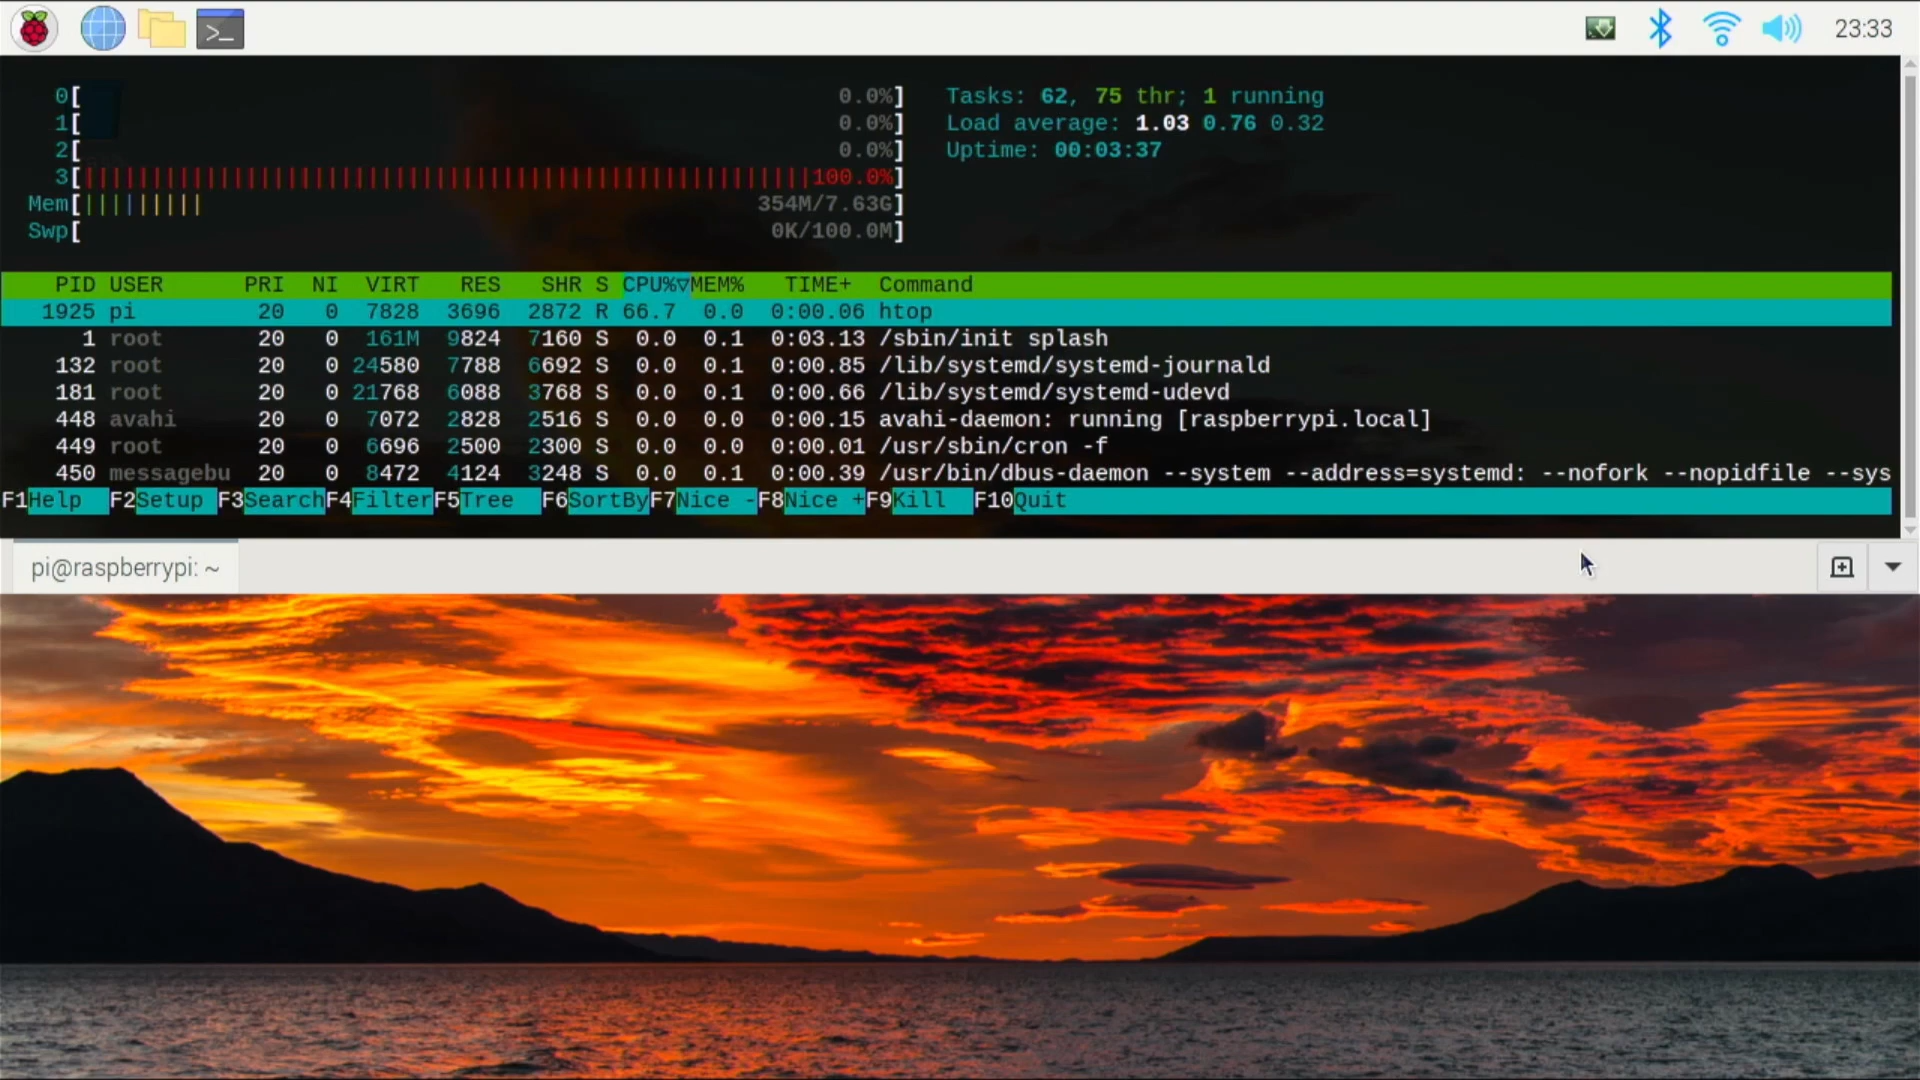 >_ 23:33
0[ 0.0%] Tasks: 62, 75 thr; 1 running
1[ 0.0%] Load average: 1.03 0.76 0.32
2[ 0.0%] Uptime: 00:03:37
3[||||||||||||||||||||||||||||||||||||||||||||||||||||||100.0%]
Mem[||||||||| 354M/7.63G]
Swp[ 0K/100.0M]
PID USER PRI NI VIRT RES SHR S CPU%▽MEM% TIME+ Command
1925 pi 20 0 7828 3696 2872 R 66.7 0.0 0:00.06 htop
1 root 20 0 161M 9824 7160 S 0.0 0.1 0:03.13 /sbin/init splash
132 root 20 0 24580 7788 6692 S 0.0 0.1 0:00.85 /lib/systemd/systemd-journald
181 root 20 0 21768 6088 3768 S 0.0 0.1 0:00.66 /lib/systemd/systemd-udevd
448 avahi 20 0 7072 2828 2516 S 0.0 0.0 0:00.15 avahi-daemon: running [raspberrypi.local]
449 root 20 0 6696 2500 2300 S 0.0 0.0 0:00.01 /usr/sbin/cron -f
450 messagebu 20 0 8472 4124 3248 S 0.0 0.1 0:00.39 /usr/bin/dbus-daemon --system --address=systemd: --nofork --nopidfile --sys
F1Help F2Setup F3SearchF4FilterF5Tree F6SortByF7Nice -F8Nice +F9Kill F10Quit
pi@raspberrypi: ~